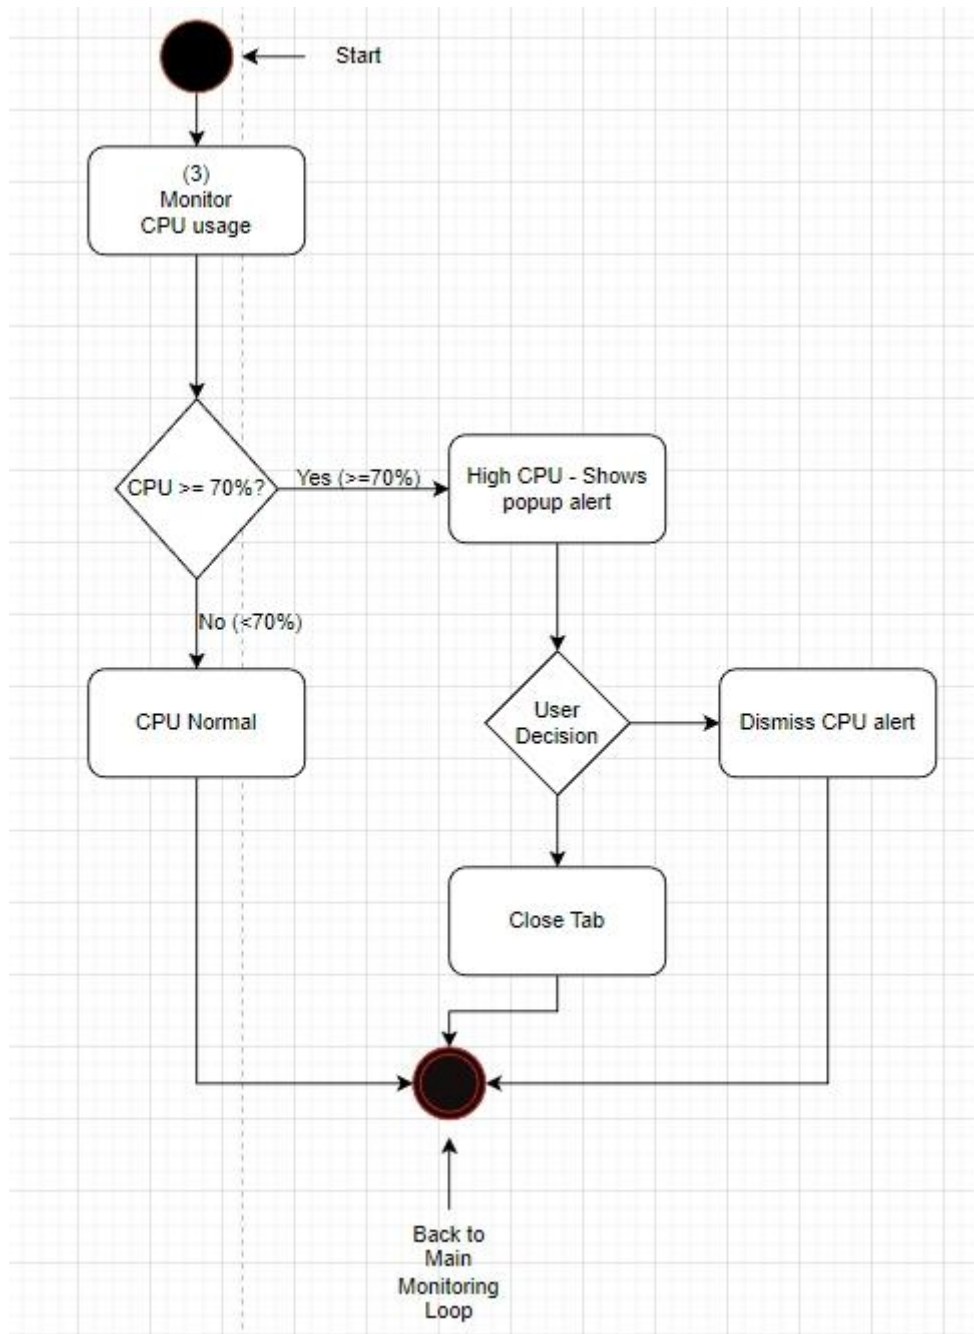 Start
(3)
Monitor
CPU usage
CPU >= 70%?
Yes (>=70%)
High CPU - Shows
popup alert
No (<70%)
CPU Normal
User
Decision
Dismiss CPU alert
Close Tab
Back to
Main
Monitoring
Loop